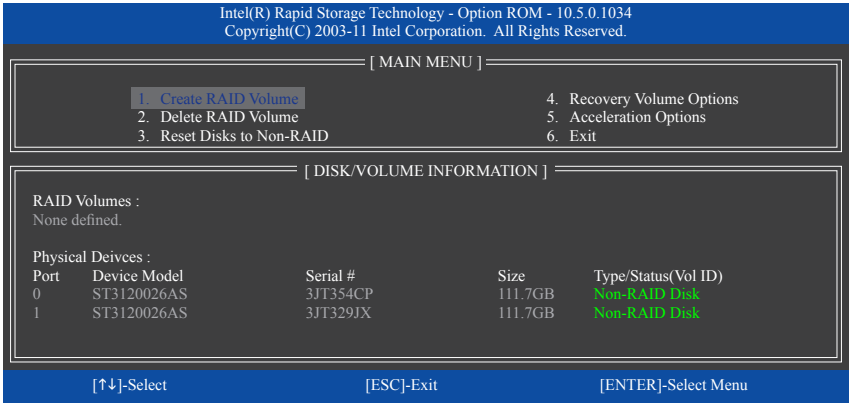 Intel(R) Rapid Storage Technology - Option ROM - 10.5.0.1034
Copyright(C) 2003-11 Intel Corporation.  All Rights Reserved.
[ MAIN MENU ]
1. Create RAID Volume
2. Delete RAID Volume
3. Reset Disks to Non-RAID
4. Recovery Volume Options
5. Acceleration Options
6. Exit
[ DISK/VOLUME INFORMATION ]
RAID Volumes :
None defined.
Physical Deivces :
Port Device Model Serial # Size Type/Status(Vol ID)
0 ST3120026AS 3JT354CP 111.7GB Non-RAID Disk
1 ST3120026AS 3JT329JX 111.7GB Non-RAID Disk
[↑↓]-Select [ESC]-Exit [ENTER]-Select Menu